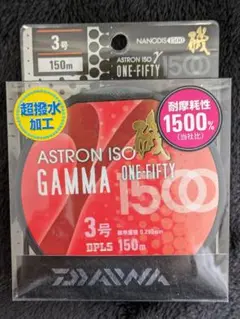 3号
150m
NANODIS
磯
ASTRON ISO γ
ONE-FIFTY
1500
超撥水
加工
耐摩耗性
1500%
(当社比)
ASTRON ISO 磯
GAMMA ONE-FIFTY
1500
3号
DPLS 150m
DAIWA